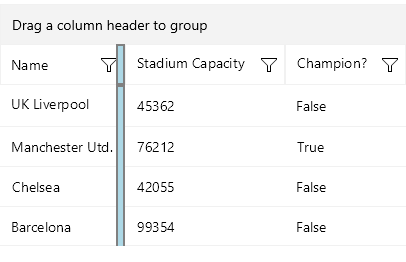 Drag a column header to group
Name Stadium Capacity Champion?
UK Liverpool 45362 False
Manchester Utd. 76212 True
Chelsea 42055 False
Barcelona 99354 False